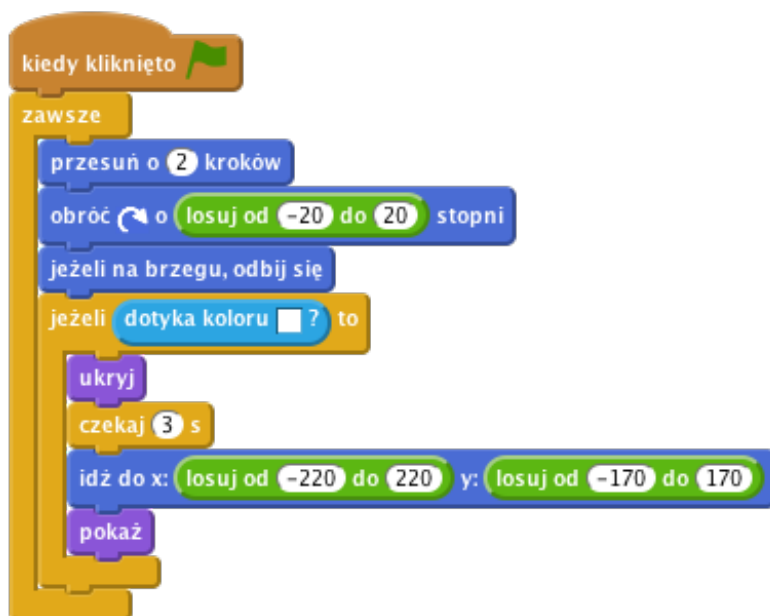 kiedy kliknięto
zawsze
przesuń o 2 kroków
obróć o losuj od -20 do 20 stopni
jeżeli na brzegu, odbij się
jeżeli dotyka koloru ? to
ukryj
czekaj 3 s
idź do x: losuj od -220 do 220 y: losuj od -170 do 170
pokaż